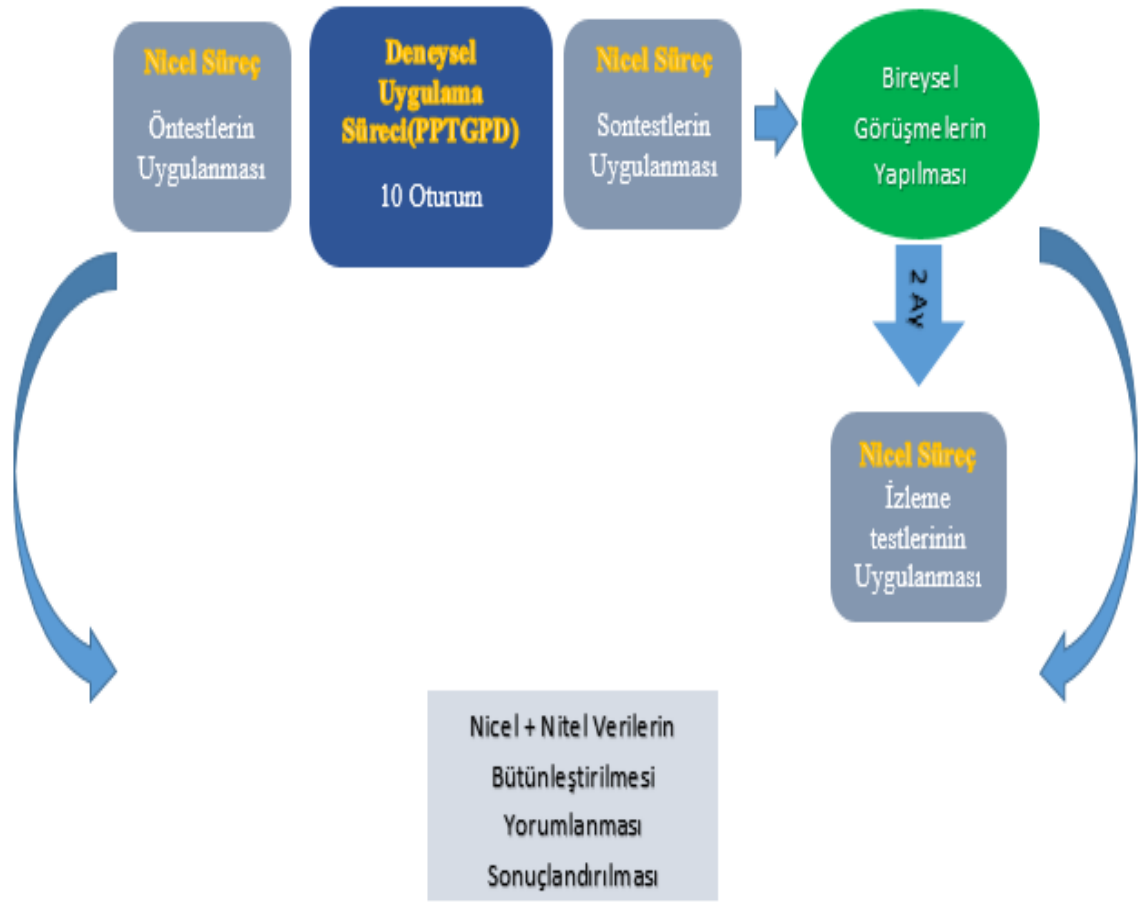 Nicel Süreç
Öntestlerin
Uygulanması
Deneysel
Uygulama
Süreci(PPTGPD)
10 Oturum
Nicel Süreç
Sontestlerin
Uygulanması
Bireysel
Görüşmelerin
Yapılması
2 Ay
Nicel Süreç
İzleme
testlerinin
Uygulanması
Nicel + Nitel Verilerin
Bütünleştirilmesi
Yorumlanması
Sonuçlandırılması